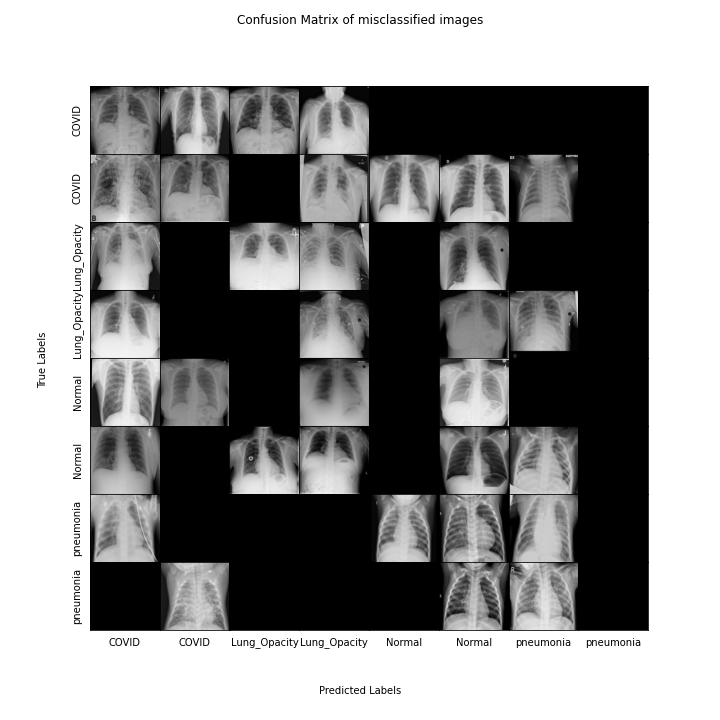 Confusion Matrix of misclassified images
COVID
COVID
Lung_Opacity
Lung_Opacity
Normal
Normal
pneumonia
pneumonia
True Labels
COVID COVID Lung_Opacity Lung_Opacity Normal Normal pneumonia pneumonia
Predicted Labels